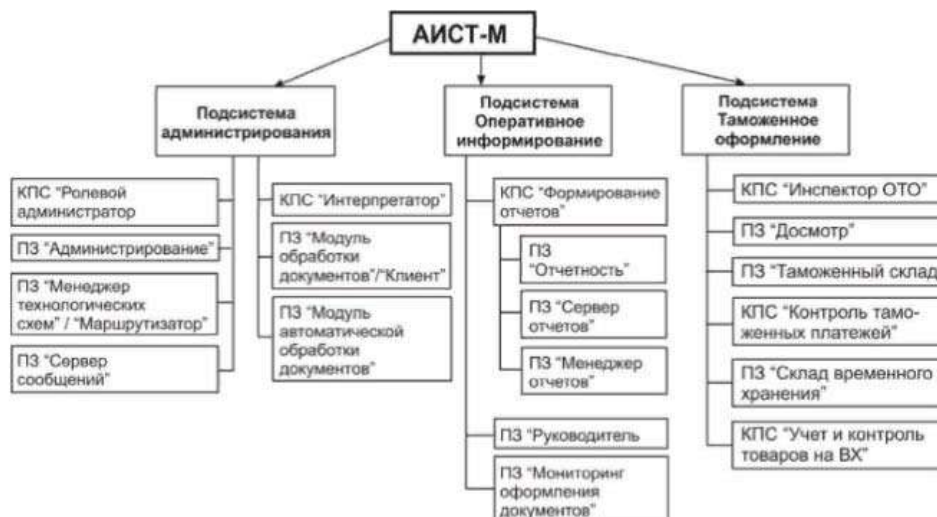 АИСТ-М
Подсистема
администрирования
КПС “Ролевой
администратор
ПЗ “Администрирование”
ПЗ “Менеджер
технологических
схем” / “Маршрутизатор”
ПЗ “Сервер
сообщений”
КПС “Интерпретатор”
ПЗ “Модуль
обработки
документов”/“Клиент”
ПЗ “Модуль
автоматической
обработки
документов”
Подсистема
Оперативное
информирование
КПС “Формирование
отчетов”
ПЗ
“Отчетность”
ПЗ “Сервер
отчетов”
ПЗ “Менеджер
отчетов”
ПЗ “Руководитель
ПЗ “Мониторинг
оформления
документов”
Подсистема
Таможенное
оформление
КПС “Инспектор ОТО”
ПЗ “Досмотр”
ПЗ “Таможенный склад
КПС “Контроль тамо-
женных платежей”
ПЗ “Склад временного
хранения”
КПС “Учет и контроль
товаров на ВХ”